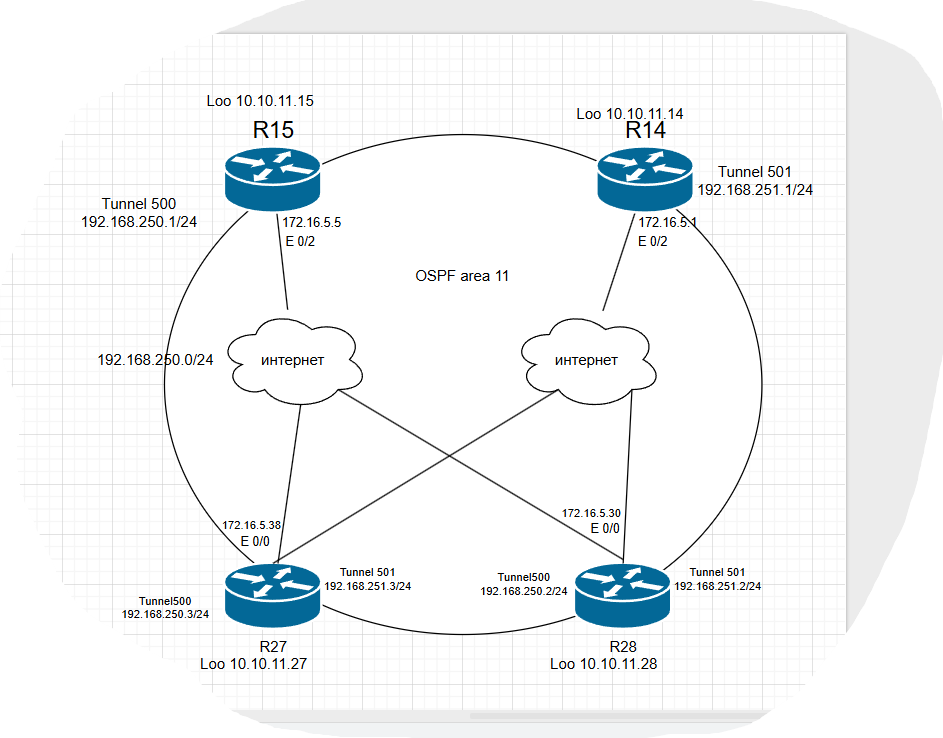 Loo 10.10.11.15
R15
Loo 10.10.11.14
R14
Tunnel 500
192.168.250.1/24
172.16.5.5
E 0/2
Tunnel 501
192.168.251.1/24
172.16.5.1
E 0/2
OSPF area 11
192.168.250.0/24
интернет
интернет
172.16.5.38
E 0/0
172.16.5.30
E 0/0
Tunnel500
192.168.250.3/24
Tunnel 501
192.168.251.3/24
Tunnel500
192.168.250.2/24
Tunnel 501
192.168.251.2/24
R27
Loo 10.10.11.27
R28
Loo 10.10.11.28